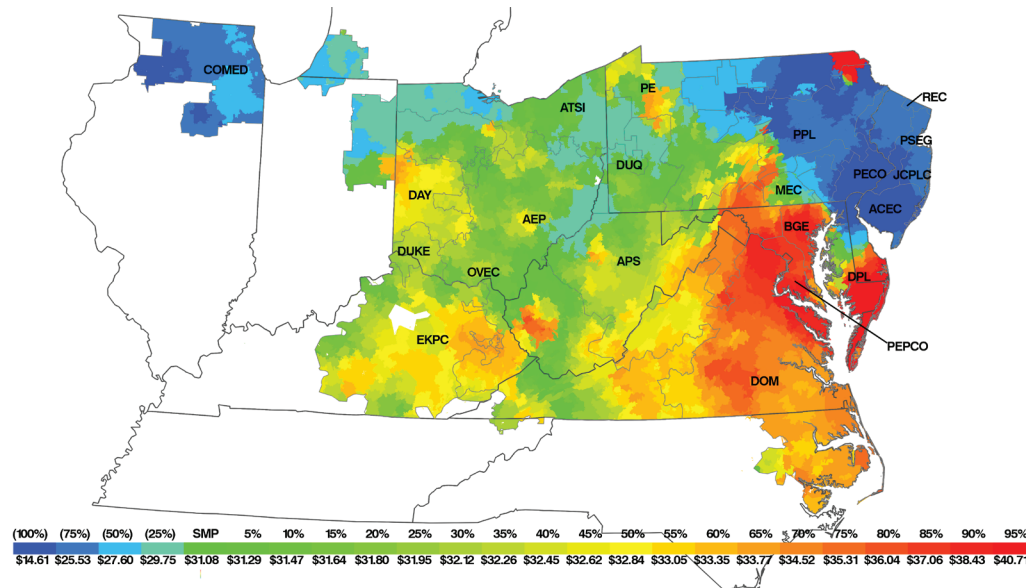 COMED
ATSI
PE
REC
PPL
PSEG
DUQ
PECO
JCPLC
MEC
DAY
ACEC
AEP
BGE
DUKE
OVEC
APS
DPL
EKPC
PEPCO
DOM
(100%) (75%) (50%) (25%) SMP 5% 10% 15% 20% 25% 30% 35% 40% 45% 50% 55% 60% 65% 70% 75% 80% 85% 90% 95%
$14.61 $25.53 $27.60 $29.75 $31.08 $31.29 $31.47 $31.64 $31.80 $31.95 $32.12 $32.26 $32.45 $32.62 $32.84 $33.05 $33.35 $33.77 $34.52 $35.31 $36.04 $37.06 $38.43 $40.7